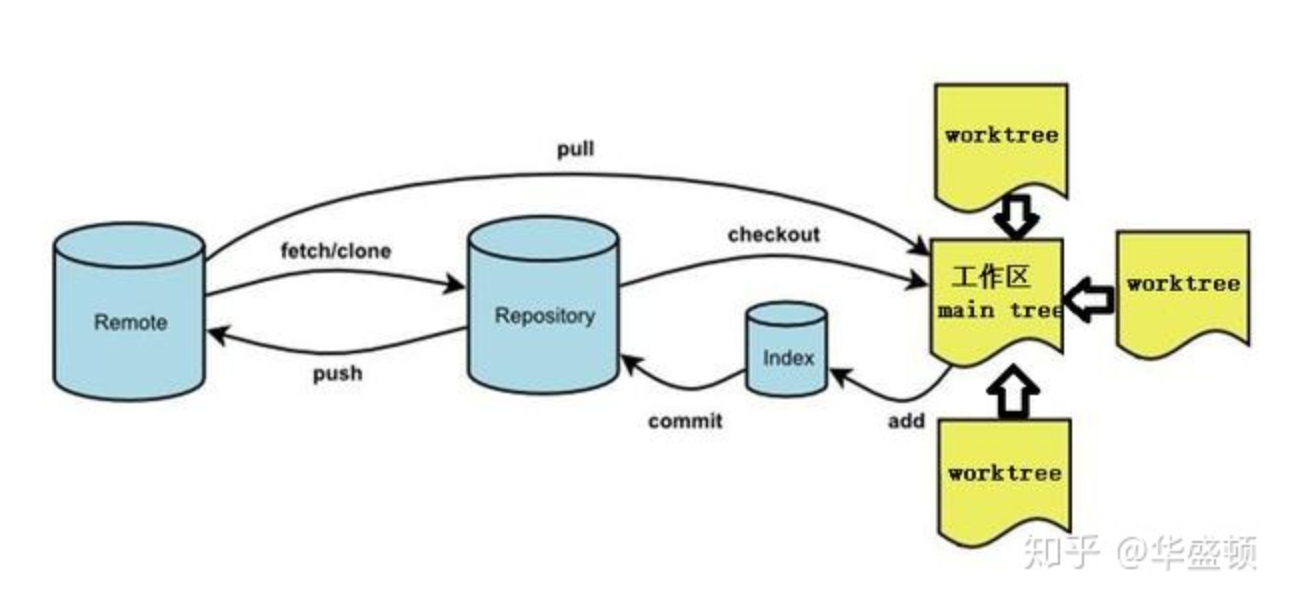 worktree
pull
checkout
fetch/clone
工作区
main tree
worktree
Remote
Repository
Index
push
commit
add
worktree
知乎 @华盛顿